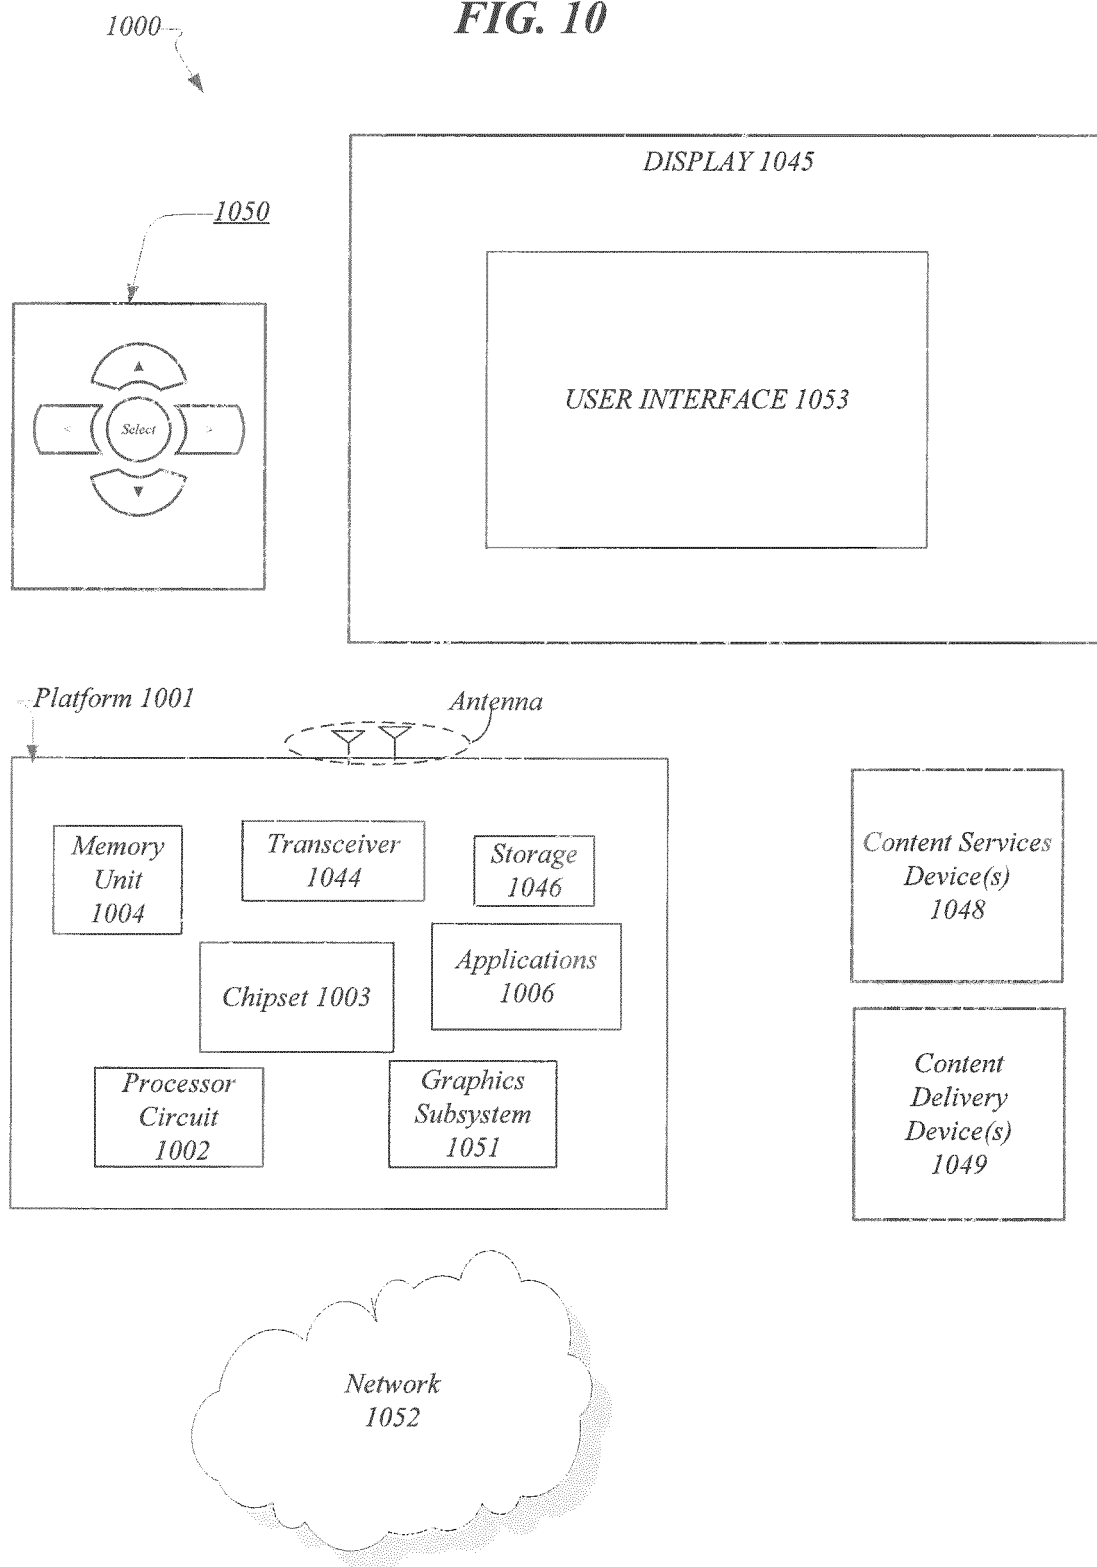 FIG. 10
1000
DISPLAY 1045
1050
USER INTERFACE 1053
<
Select
>
Platform 1001
Antenna
Memory
Unit
1004
Transceiver
1044
Storage
1046
Chipset 1003
Applications
1006
Processor
Circuit
1002
Graphics
Subsystem
1051
Content Services
Device(s)
1048
Content
Delivery
Device(s)
1049
Network
1052